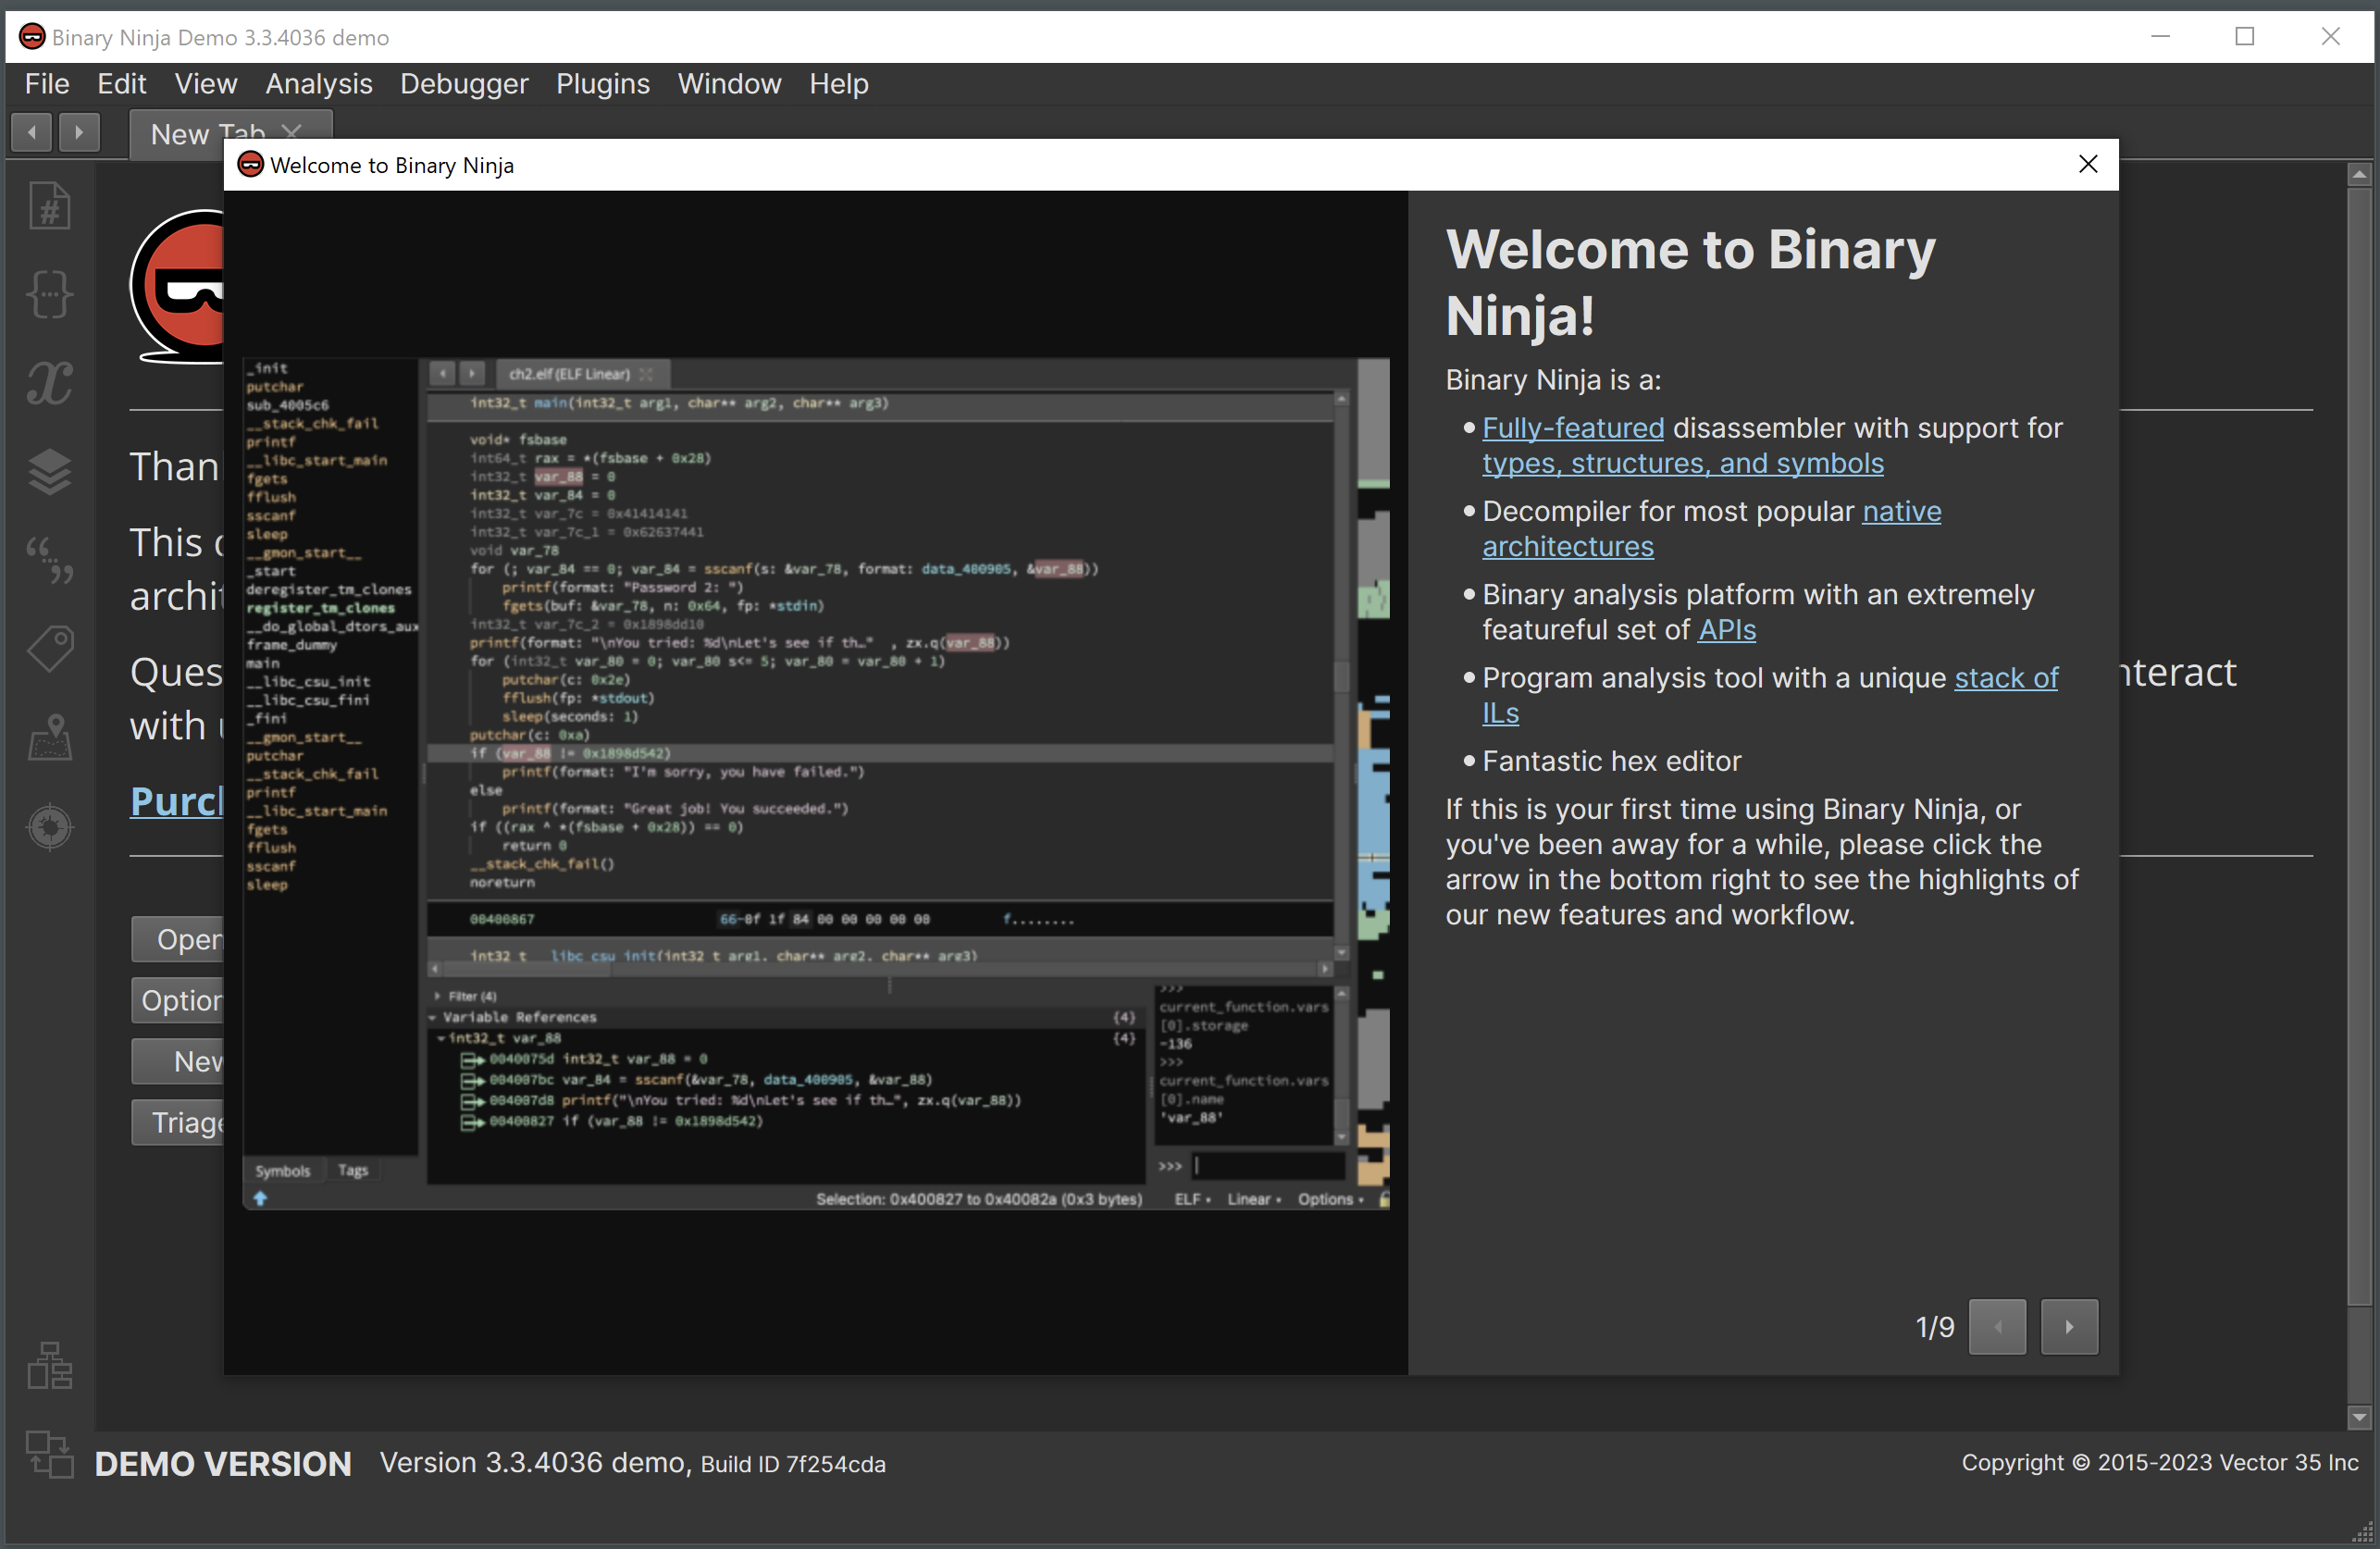 Binary Ninja Demo 3.3.4036 demo
File Edit View Analysis Debugger Plugins Window Help
New Tab
Welcome to Binary Ninja
_init
putchar
sub_4005c6
__stack_chk_fail
printf
__libc_start_main
fgets
fflush
sscanf
sleep
__gmon_start__
_start
deregister_tm_clones
register_tm_clones
__do_global_dtors_aux
frame_dummy
main
__libc_csu_init
__libc_csu_fini
_fini
__gmon_start__
putchar
__stack_chk_fail
printf
__libc_start_main
fgets
fflush
sscanf
sleep
Symbols Tags
ch2.elf (ELF Linear)
int32_t main(int32_t arg1, char** arg2, char** arg3)
void* fsbase
int64_t rax = *(fsbase + 0x28)
int32_t var_88 = 0
int32_t var_84 = 0
int32_t var_7c = 0x41414141
int32_t var_7c_1 = 0x62637441
void var_78
for (; var_84 == 0; var_84 = sscanf(s: &var_78, format: data_400905, &var_88))
printf(format: "Password 2: ")
fgets(buf: &var_78, n: 0x64, fp: *stdin)
int32_t var_7c_2 = 0x1898dd10
printf(format: "\nYou tried: %d\nLet's see if th…" , zx.q(var_88))
for (int32_t var_80 = 0; var_80 s<= 5; var_80 = var_80 + 1)
putchar(c: 0x2e)
fflush(fp: *stdout)
sleep(seconds: 1)
putchar(c: 0xa)
if (var_88 != 0x1898d542)
printf(format: "I'm sorry, you have failed.")
else
printf(format: "Great job! You succeeded.")
if ((rax ^ *(fsbase + 0x28)) == 0)
return 0
__stack_chk_fail()
noreturn
00400867 66-0f 1f 84 00 00 00 00 00 f........
int32_t __libc_csu_init(int32_t arg1, char** arg2, char** arg3)
Filter (4)
Variable References {4}
int32_t var_88 {4}
0040075d int32_t var_88 = 0
004007bc var_84 = sscanf(&var_78, data_400905, &var_88)
004007d8 printf("\nYou tried: %d\nLet's see if th…", zx.q(var_88))
00400827 if (var_88 != 0x1898d542)
>>>
current_function.vars
[0].storage
-136
>>>
current_function.vars
[0].name
'var_88'
>>>
Selection: 0x400827 to 0x40082a (0x3 bytes) ELF Linear Options
Welcome to Binary
Ninja!
Binary Ninja is a:
• Fully-featured disassembler with support for
types, structures, and symbols
• Decompiler for most popular native
architectures
• Binary analysis platform with an extremely
featureful set of APIs
• Program analysis tool with a unique stack of
ILs
• Fantastic hex editor
If this is your first time using Binary Ninja, or
you've been away for a while, please click the
arrow in the bottom right to see the highlights of
our new features and workflow.
1/9
This
with
Open
New
Triage
DEMO VERSION Version 3.3.4036 demo, Build ID 7f254cda
Copyright © 2015-2023 Vector 35 Inc